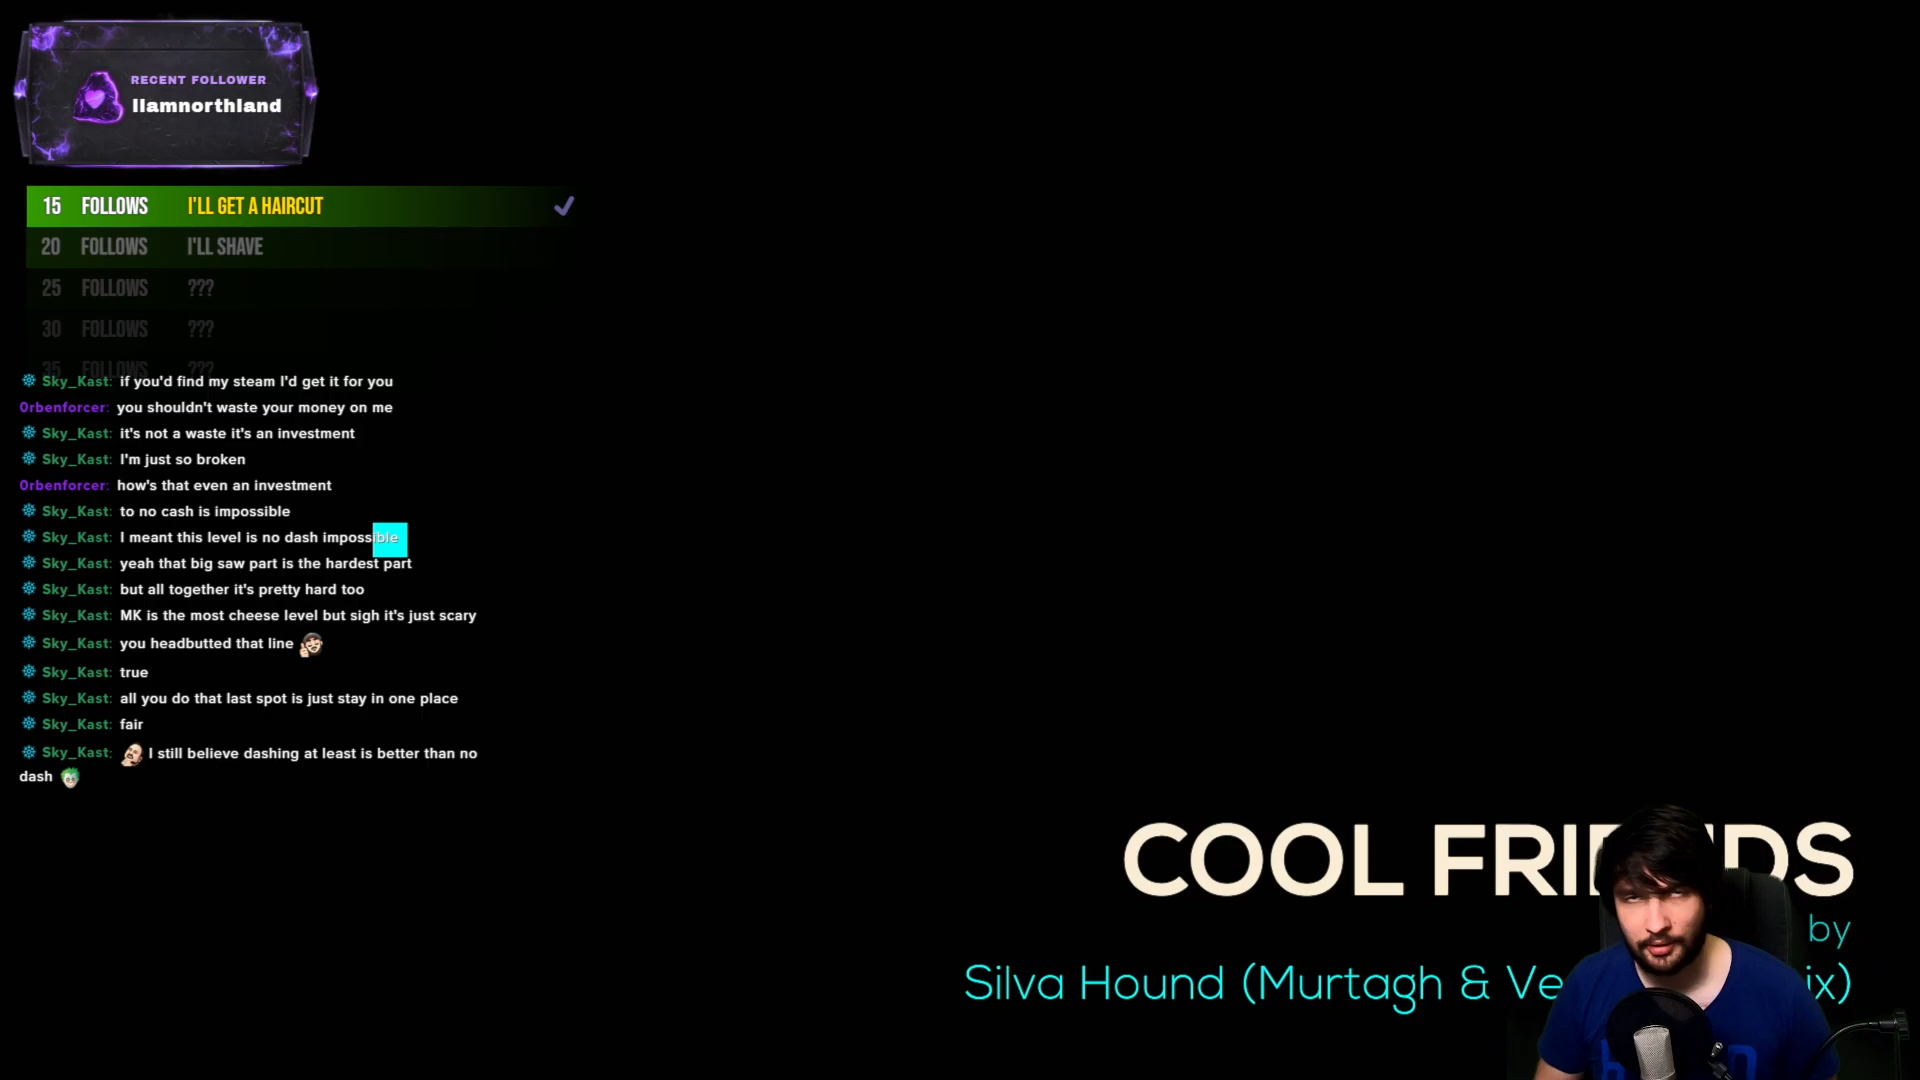 RECENT FOLLOWER
llamnorthland
15 FOLLOWS I'LL GET A HAIRCUT
20 FOLLOWS I'LL SHAVE
25 FOLLOWS ???
30 FOLLOWS ???
35 FOLLOWS ???
Sky_Kast: if you'd find my steam I'd get it for you
Orbenforcer: you shouldn't waste your money on me
Sky_Kast: it's not a waste it's an investment
Sky_Kast: I'm just so broken
Orbenforcer: how's that even an investment
Sky_Kast: to no cash is impossible
Sky_Kast: I meant this level is no dash impossible
Sky_Kast: yeah that big saw part is the hardest part
Sky_Kast: but all together it's pretty hard too
Sky_Kast: MK is the most cheese level but sigh it's just scary
Sky_Kast: you headbutted that line
Sky_Kast: true
Sky_Kast: all you do that last spot is just stay in one place
Sky_Kast: fair
Sky_Kast: I still believe dashing at least is better than no
dash
COOL
by
Silva Hound (Murtagh &